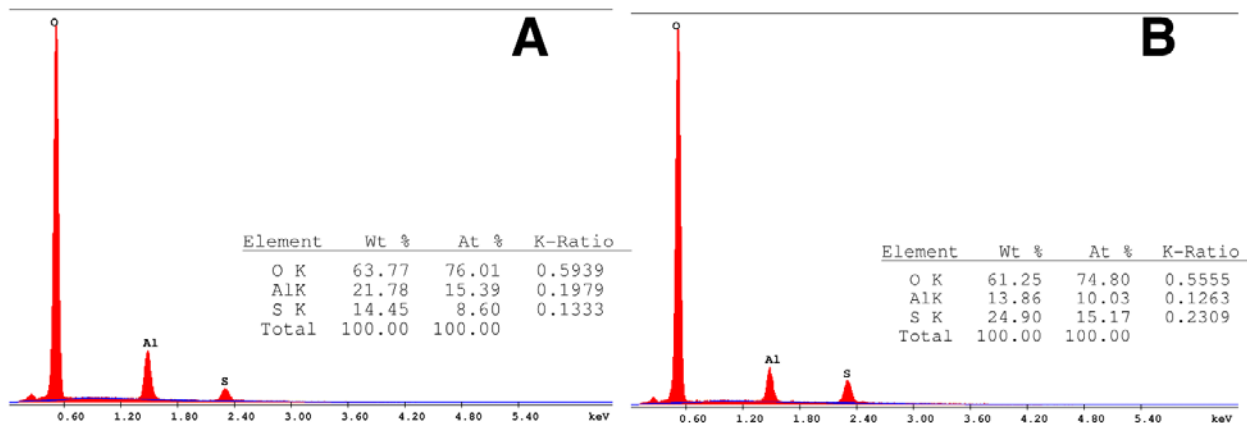 A
O
Al
S
Element Wt % At % K-Ratio
O K 63.77 76.01 0.5939
AlK 21.78 15.39 0.1979
S K 14.45 8.60 0.1333
Total 100.00 100.00
0.60 1.20 1.80 2.40 3.00 3.60 4.20 4.80 5.40 keV
B
O
Al
S
Element Wt % At % K-Ratio
O K 61.25 74.80 0.5555
AlK 13.86 10.03 0.1263
S K 24.90 15.17 0.2309
Total 100.00 100.00
0.60 1.20 1.80 2.40 3.00 3.60 4.20 4.80 5.40 keV